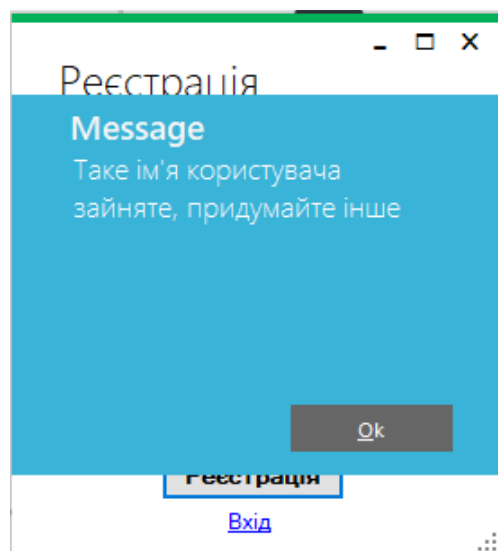 Реєстрація
Message
Таке ім'я користувача
зайняте, придумайте інше
Ok
Реєстрація
Вхід